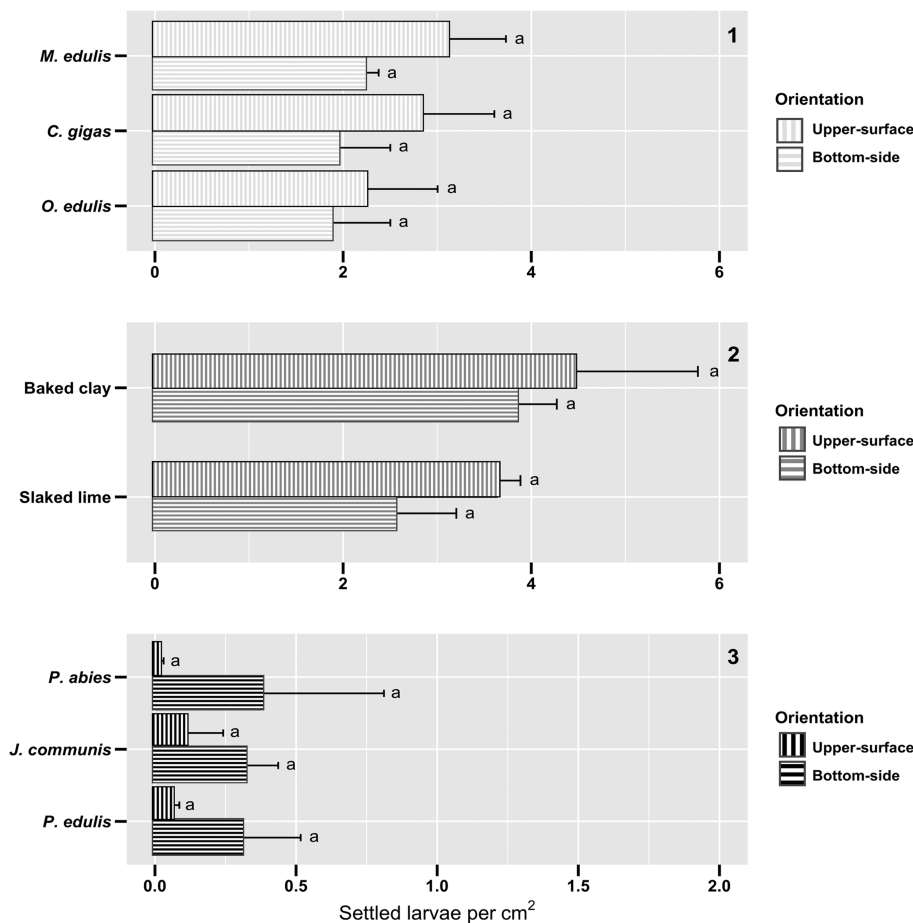 1
M. edulis
a
a
C. gigas
a
a
O. edulis
a
a
0 2 4 6
Orientation
Upper-surface
Bottom-side
2
Baked clay
a
a
Slaked lime
a
a
0 2 4 6
Orientation
Upper-surface
Bottom-side
3
P. abies
a
a
J. communis
a
a
P. edulis
a
a
0.0 0.5 1.0 1.5 2.0
Settled larvae per cm²
Orientation
Upper-surface
Bottom-side